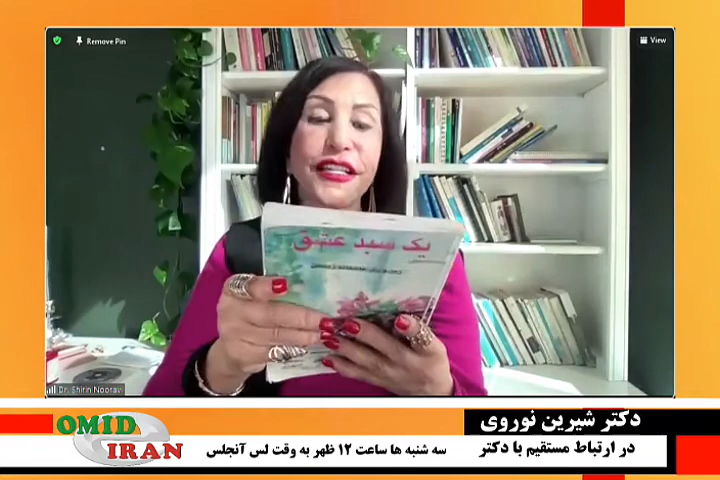 Remove Pin
View
یک سبد عشق
Dr. Shirin Nooravi
OMID
IRAN
دکتر شیرین نوروی
در ارتباط مستقیم با دکتر
سه شنبه ها ساعت ۱۲ ظهر به وقت لس آنجلس